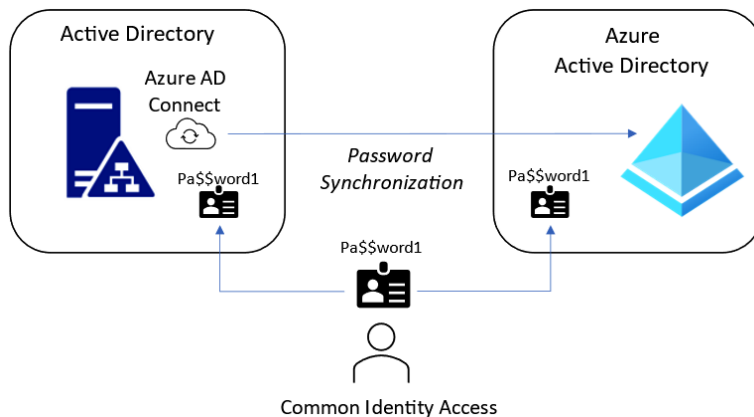 Active Directory
Azure AD
Connect
Pa$$word1
Password
Synchronization
Azure
Active Directory
Pa$$word1
Pa$$word1
Common Identity Access